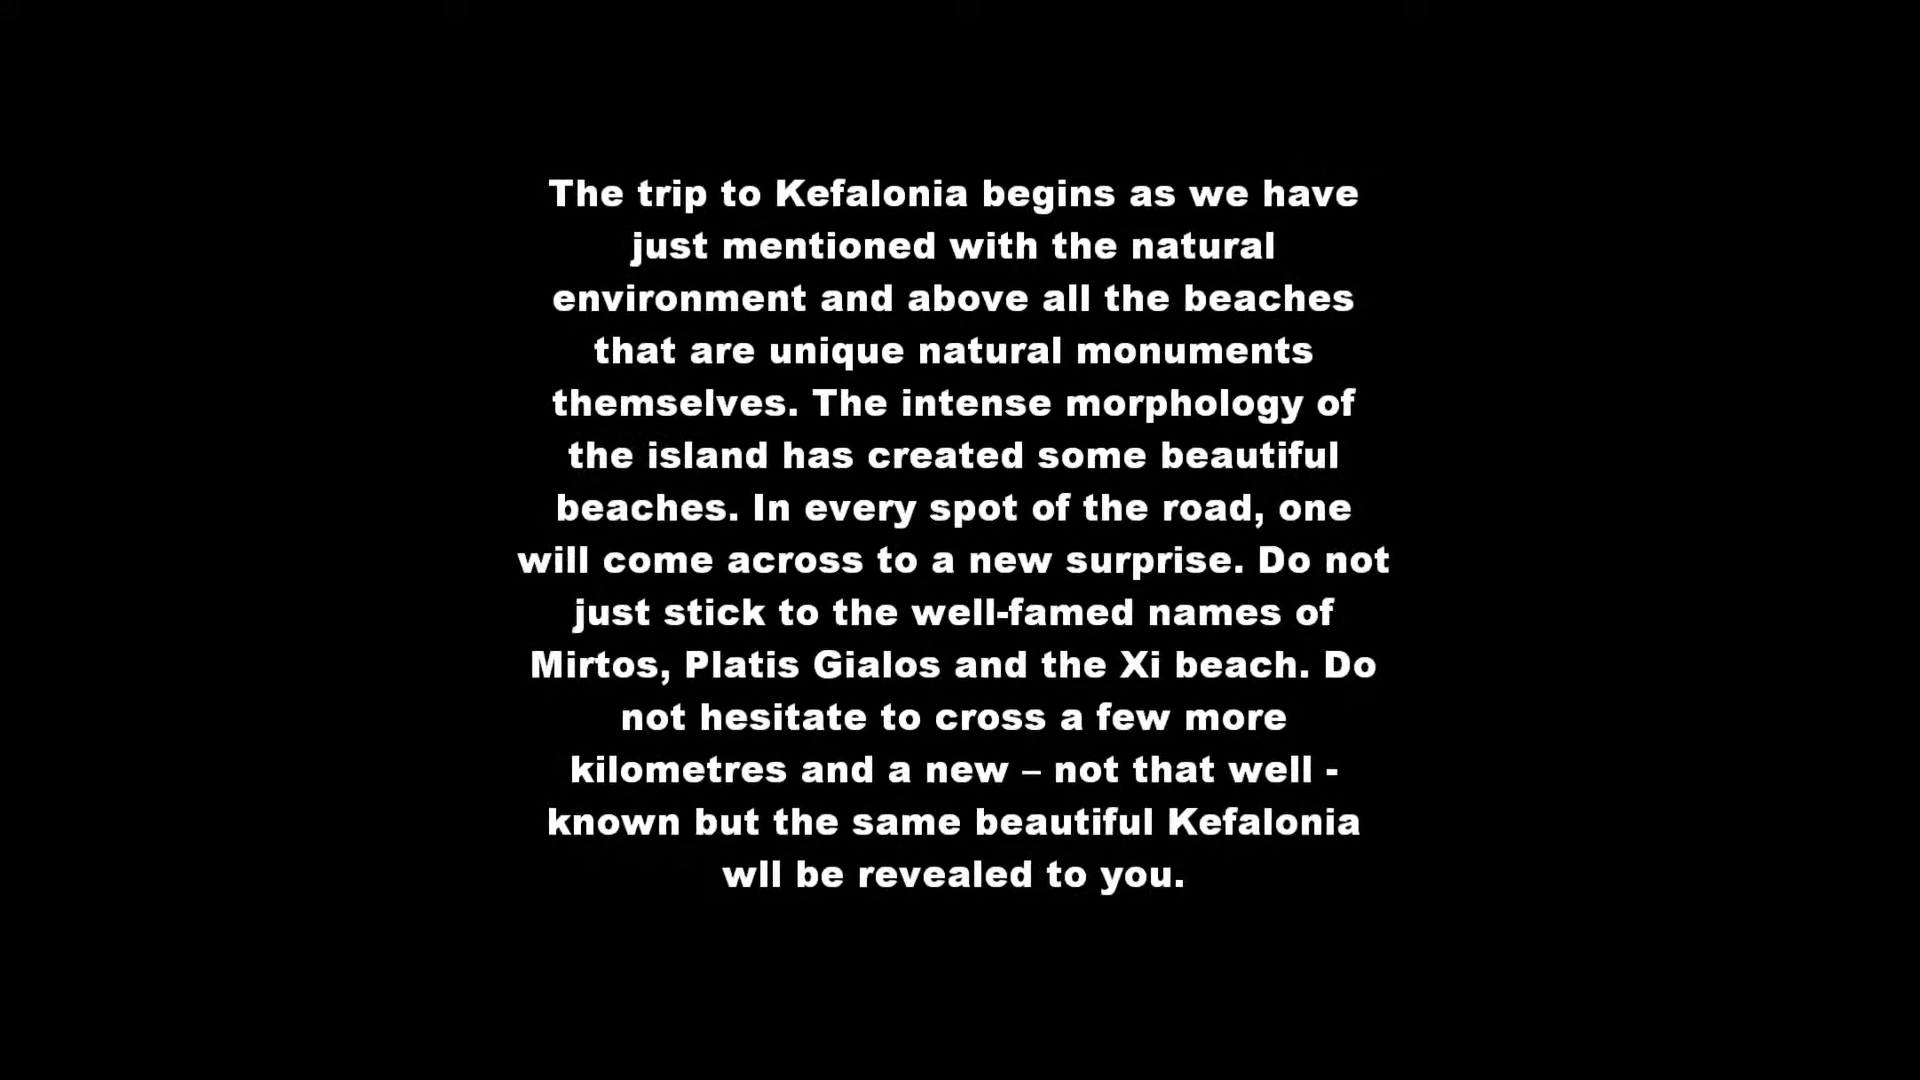 The trip to Kefalonia begins as we have
just mentioned with the natural
environment and above all the beaches
that are unique natural monuments
themselves. The intense morphology of
the island has created some beautiful
beaches. In every spot of the road, one
will come across to a new surprise. Do not
just stick to the well-famed names of
Mirtos, Platis Gialos and the Xi beach. Do
not hesitate to cross a few more
kilometres and a new – not that well -
known but the same beautiful Kefalonia
wll be revealed to you.